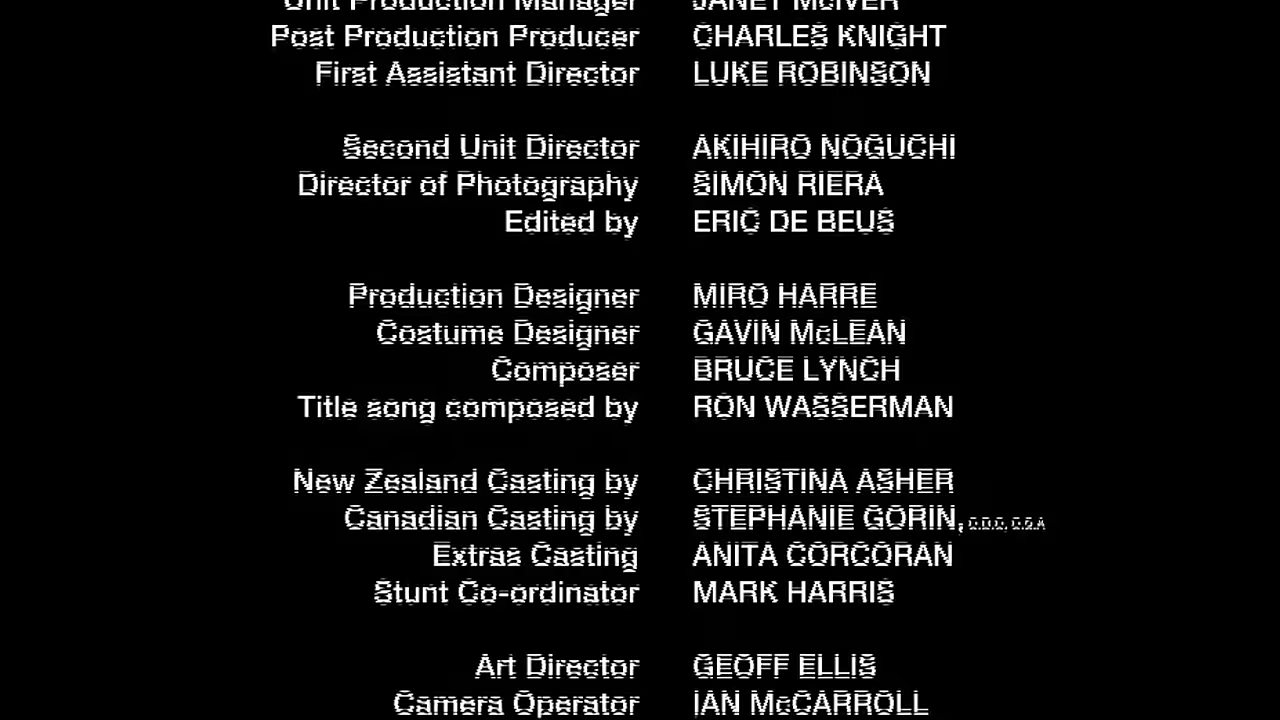 Unit Production Manager JANET McIVER
Post Production Producer CHARLES KNIGHT
First Assistant Director LUKE ROBINSON
Second Unit Director AKIHIRO NOGUCHI
Director of Photography SIMON RIERA
Edited by ERIC DE BEUS
Production Designer MIRO HARRE
Costume Designer GAVIN McLEAN
Composer BRUCE LYNCH
Title song composed by RON WASSERMAN
New Zealand Casting by CHRISTINA ASHER
Canadian Casting by STEPHANIE GORIN, C.D.C, C.S.A
Extras Casting ANITA CORCORAN
Stunt Co-ordinator MARK HARRIS
Art Director GEOFF ELLIS
Camera Operator IAN McCARROLL